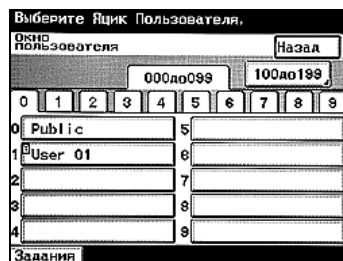 Выберите Ящик Пользователя.
Окно пользователя
Назад
000до099 100до199
0 1 2 3 4 5 6 7 8 9
0 Public 5
1 User 01 6
2 7
3 8
4 9
Задания